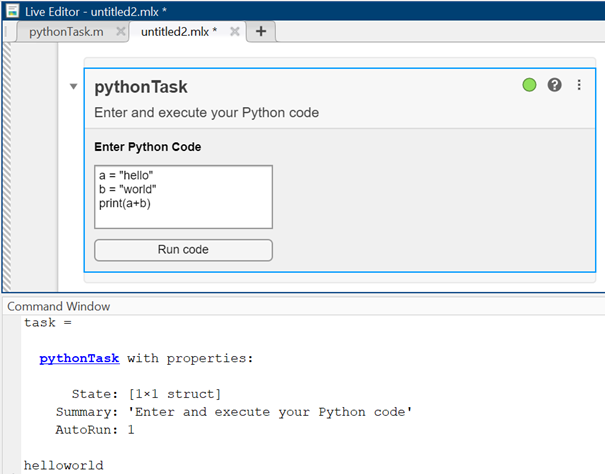 Live Editor - untitled2.mlx *
pythonTask.m untitled2.mlx *
pythonTask
Enter and execute your Python code
Enter Python Code
a = "hello"
b = "world"
print(a+b)
Run code
Command Window
task =
pythonTask with properties:
State: [1×1 struct]
Summary: 'Enter and execute your Python code'
AutoRun: 1
helloworld